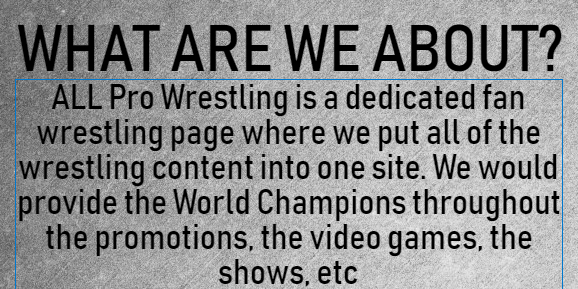 WHAT ARE WE ABOUT?
ALL Pro Wrestling is a dedicated fan
wrestling page where we put all of the
wrestling content into one site. We would
provide the World Champions throughout
the promotions, the video games, the
shows, etc